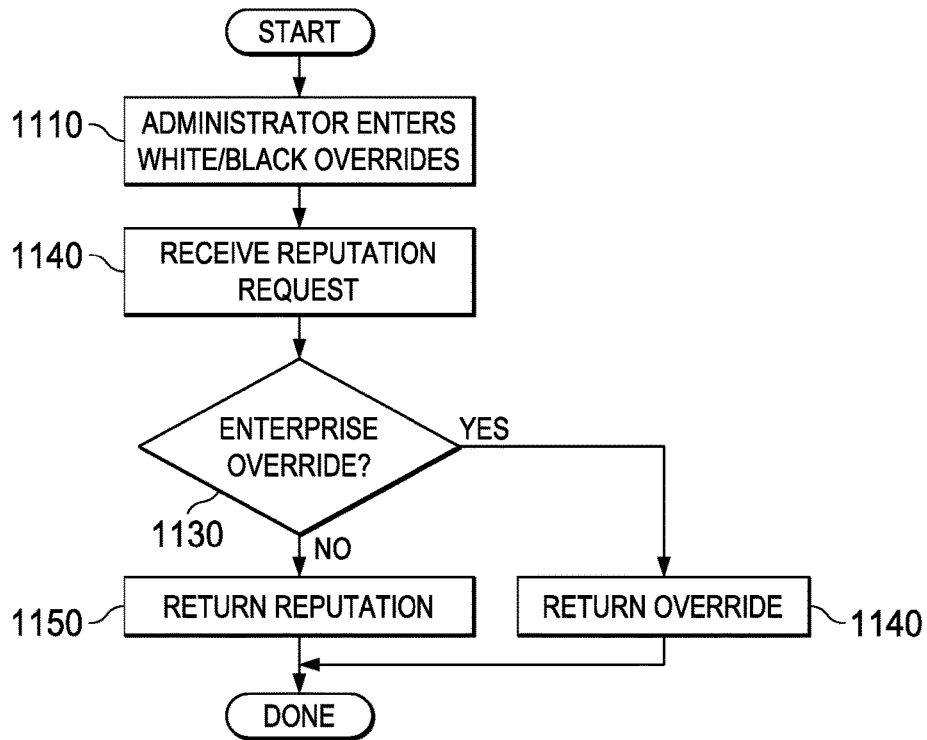 START
1110
ADMINISTRATOR ENTERS
WHITE/BLACK OVERRIDES
1140
RECEIVE REPUTATION
REQUEST
ENTERPRISE
OVERRIDE?
YES
1130
NO
1150
RETURN REPUTATION
RETURN OVERRIDE
1140
DONE